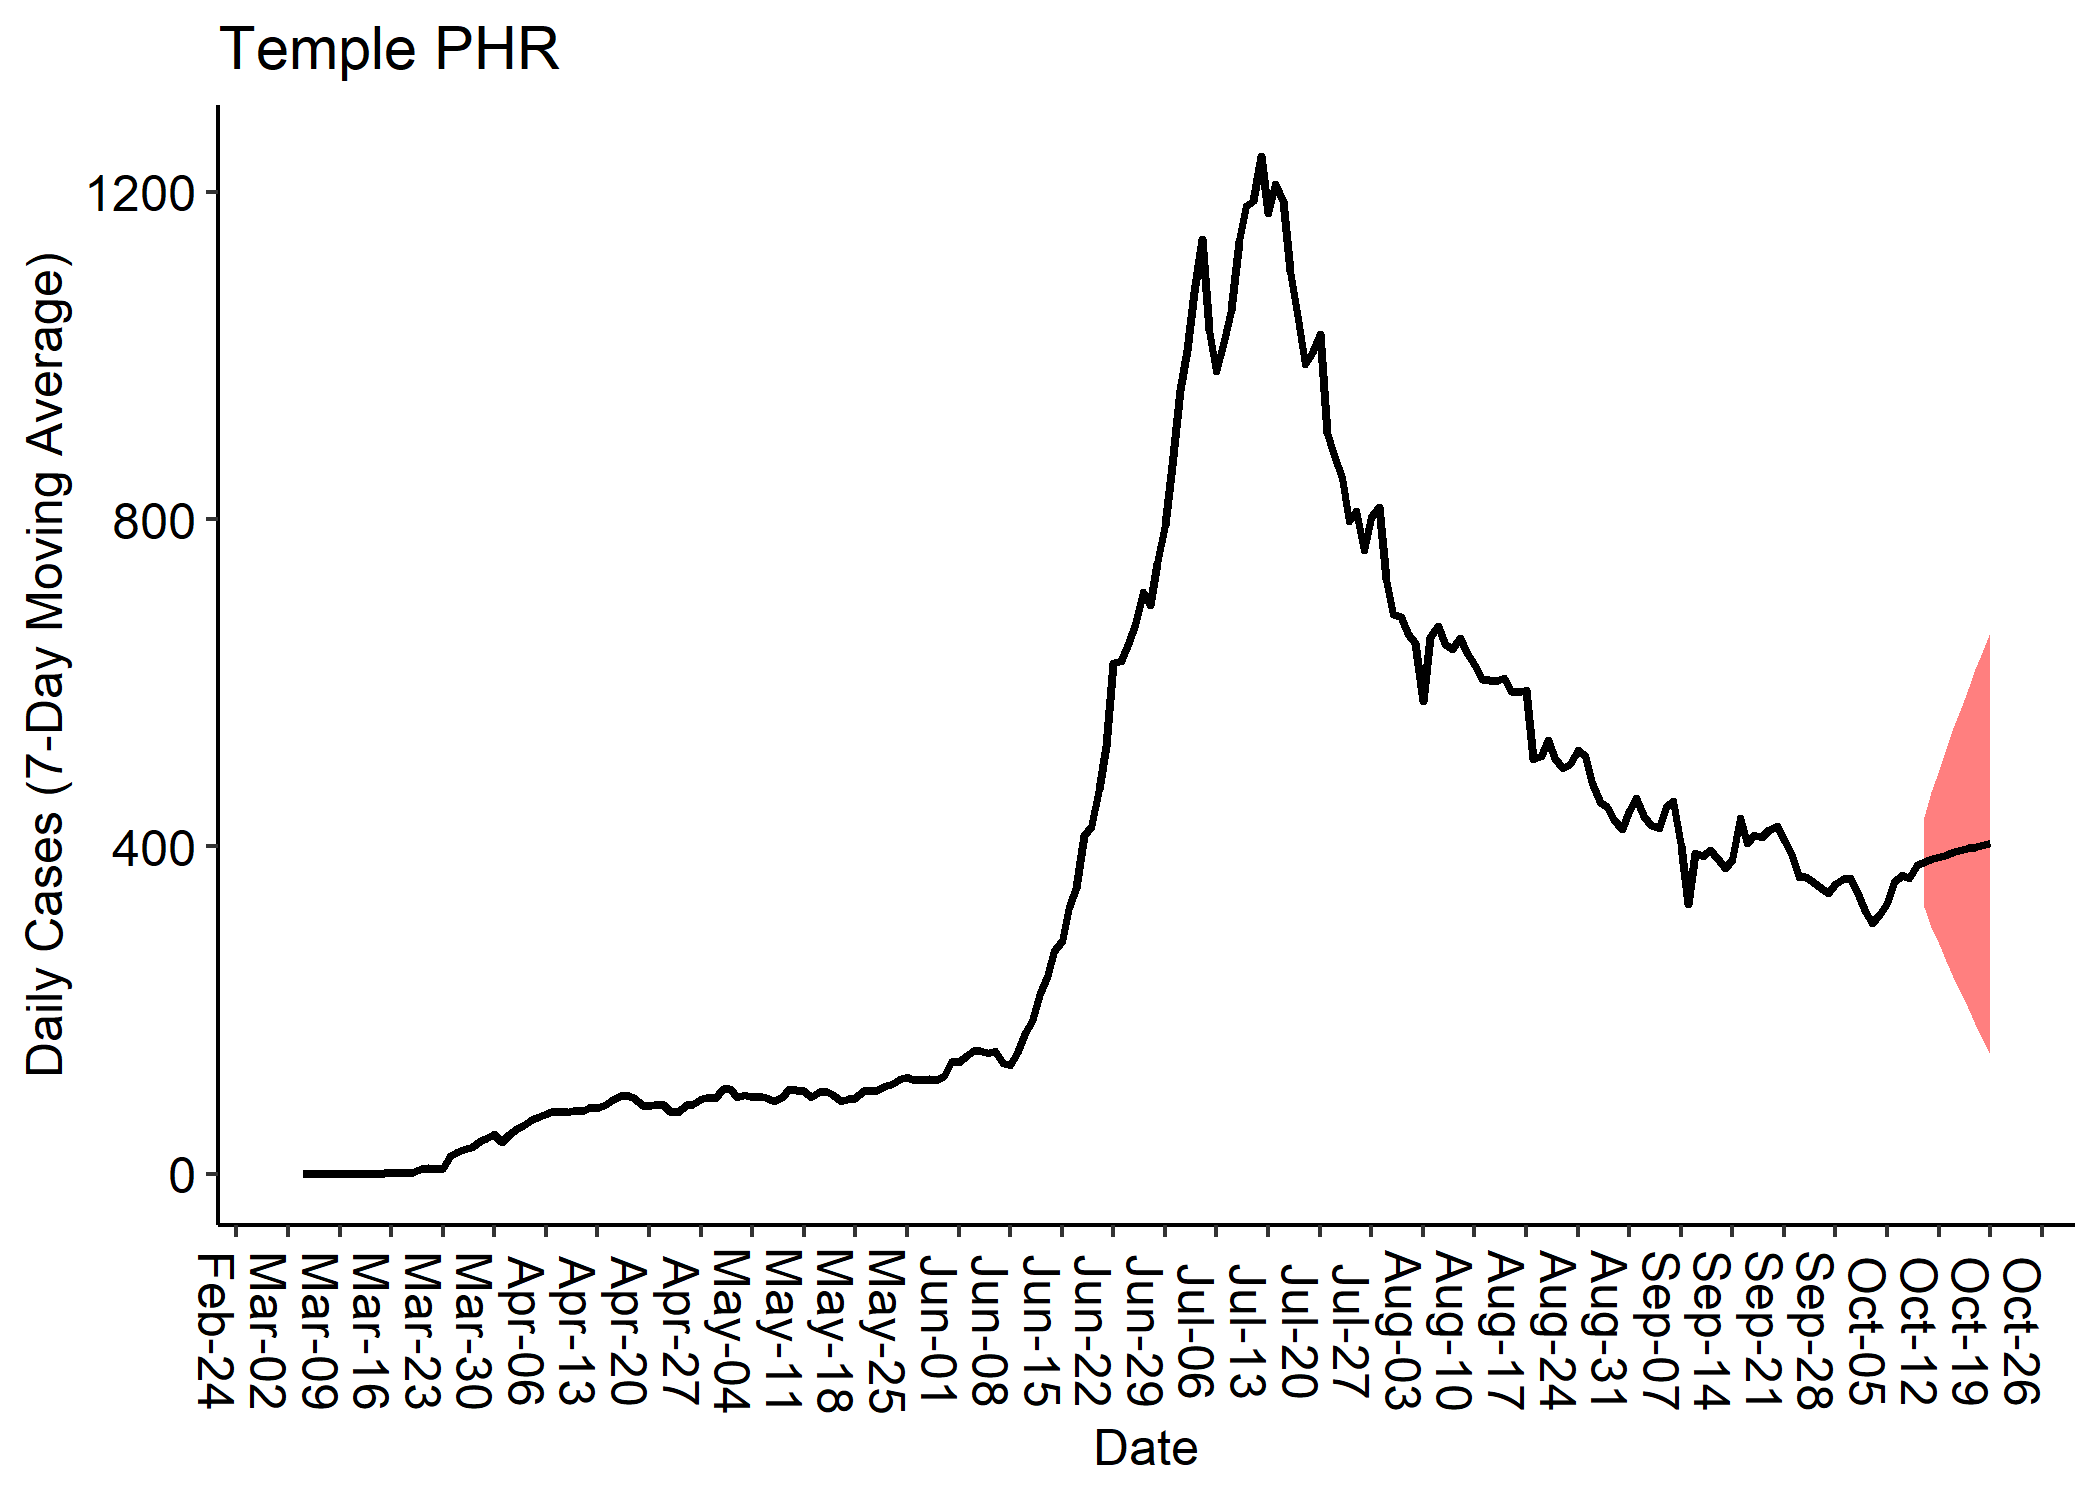 Temple PHR
Daily Cases (7-Day Moving Average)
1200
800
400
0
Feb-24
Mar-02
Mar-09
Mar-16
Mar-23
Mar-30
Apr-06
Apr-13
Apr-20
Apr-27
May-04
May-11
May-18
May-25
Jun-01
Jun-08
Jun-15
Jun-22
Jun-29
Jul-06
Jul-13
Jul-20
Jul-27
Aug-03
Aug-10
Aug-17
Aug-24
Aug-31
Sep-07
Sep-14
Sep-21
Sep-28
Oct-05
Oct-12
Oct-19
Oct-26
Date